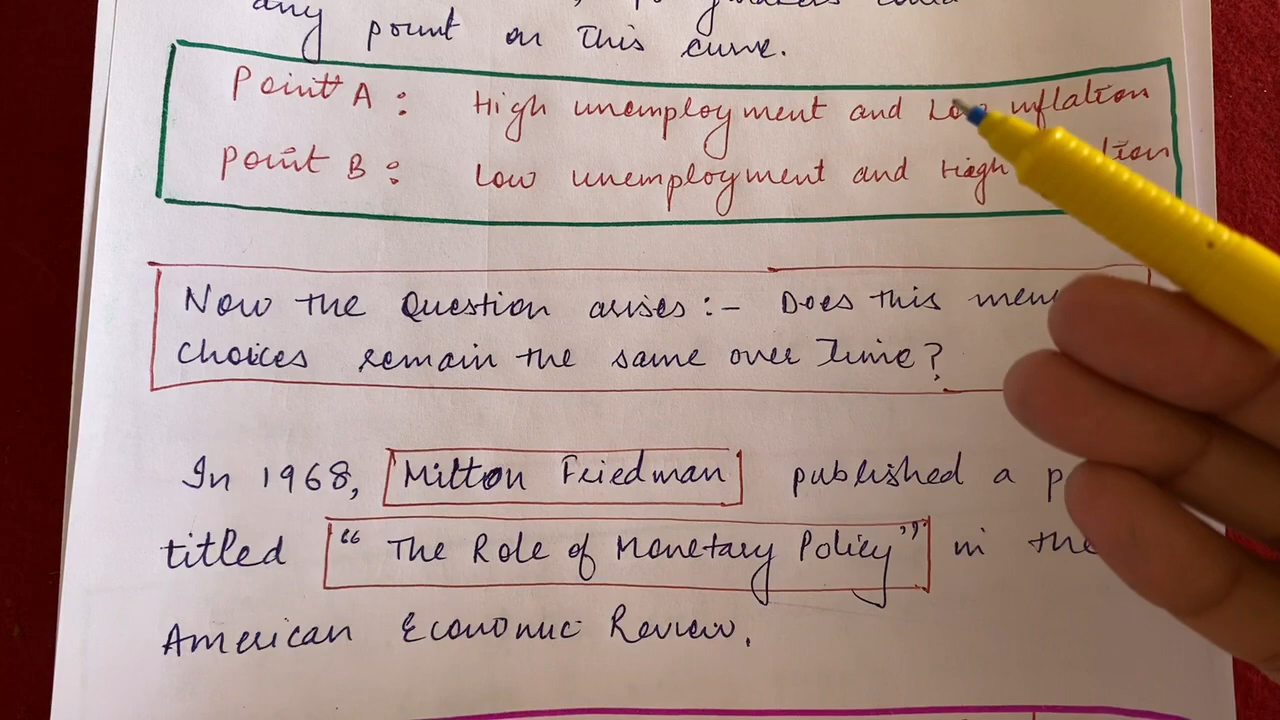 any
point on this curve.
Point A : High unemployment and Low inflation
Point B : Low unemployment and High
Now the Question arises :- Does this
choices remain the same over Time?
In 1968, Milton Friedman published a
titled “ The Role of Monetary Policy” in the
American Economic Review.